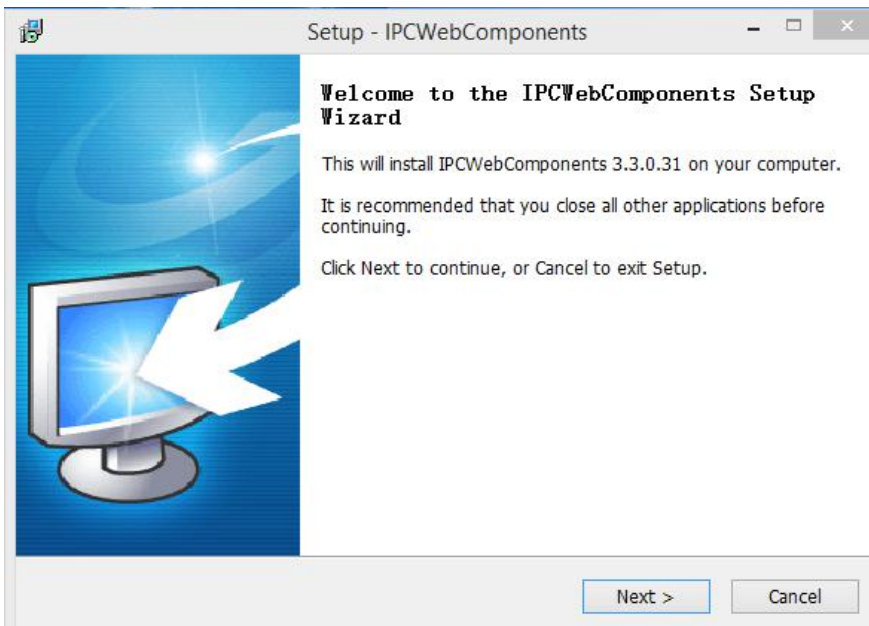 Setup - IPCWebComponents
Welcome to the IPCWebComponents Setup
Wizard
This will install IPCWebComponents 3.3.0.31 on your computer.
It is recommended that you close all other applications before
continuing.
Click Next to continue, or Cancel to exit Setup.
Next >
Cancel